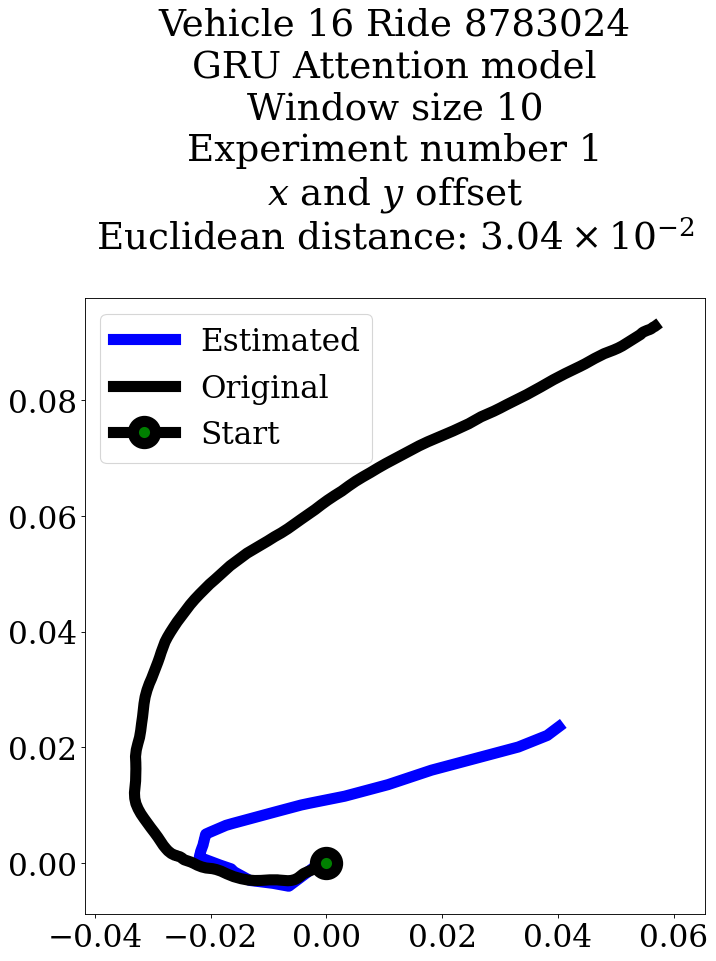 Vehicle 16 Ride 8783024
GRU Attention model
Window size 10
Experiment number 1
x and y offset
Euclidean distance: 3.04 × 10⁻²
Estimated
Original
Start
0.08
0.06
0.04
0.02
0.00
−0.04 −0.02 0.00 0.02 0.04 0.06